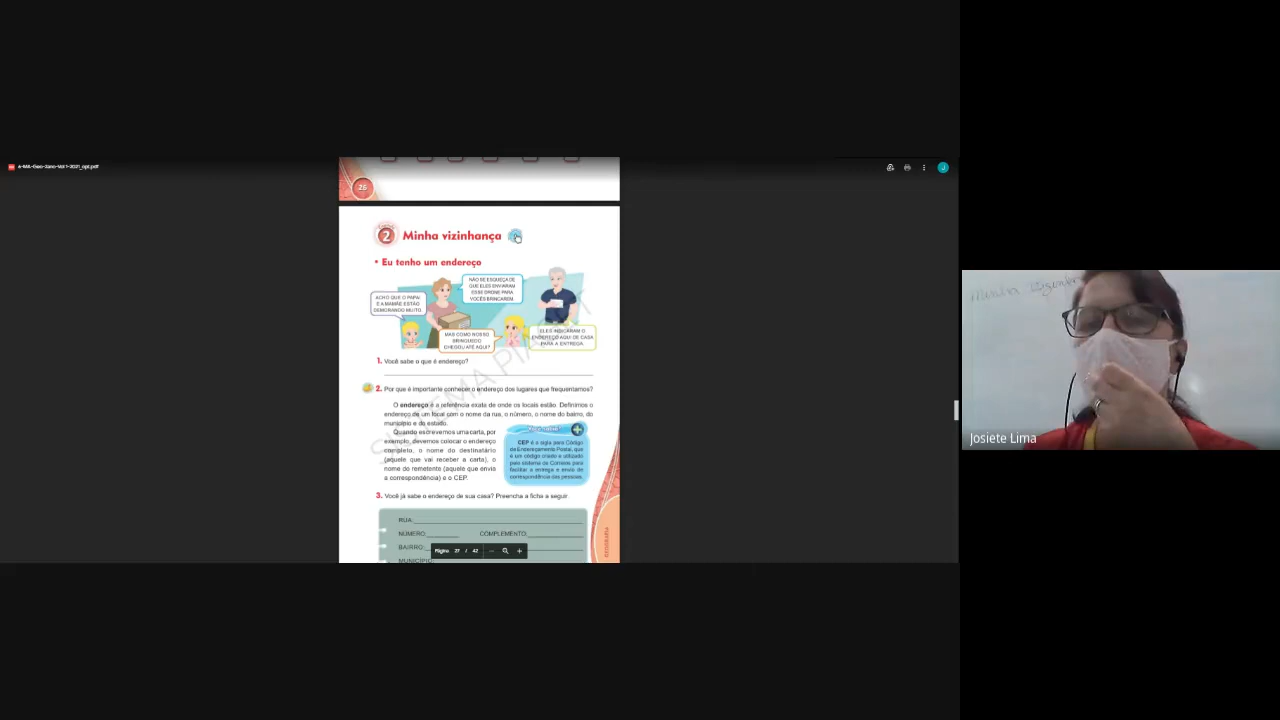 26
2 Minha vizinhança
• Eu tenho um endereço
NÃO SE ESQUEÇA DE
QUE ELES ENVIARAM
ESSE DRONE PARA
VOCÊS BRINCAREM.
ACHO QUE O PAPAI
E A MAMÃE ESTÃO
DEMORANDO MUITO.
MAS COMO NOSSO
BRINQUEDO
CHEGOU ATÉ AQUI?
ELES INDICARAM O
ENDEREÇO AQUI DE CASA
PARA A ENTREGA.
1. Você sabe o que é endereço?
2. Por que é importante conhecer o endereço dos lugares que frequentamos?
O endereço é a referência exata de onde os locais estão. Definimos o
endereço de um local com o nome da rua, o número, o nome do bairro, do
município e do estado.
Quando escrevemos uma carta, por
exemplo, devemos colocar o endereço
completo, o nome do destinatário
(aquele que vai receber a carta), o
nome do remetente (aquele que envia
a correspondência) e o CEP.
CEP é a sigla para Código
de Endereçamento Postal, que
é um código criado e utilizado
pelo sistema de Correios para
facilitar a entrega e envio de
correspondência das pessoas.
3. Você já sabe o endereço de sua casa? Preencha a ficha a seguir.
RUA:
NÚMERO: COMPLEMENTO:
BAIRRO:
MUNICÍPIO:
GEOGRAFIA
Página 27 / 42
J
Minha
Josiete Lima